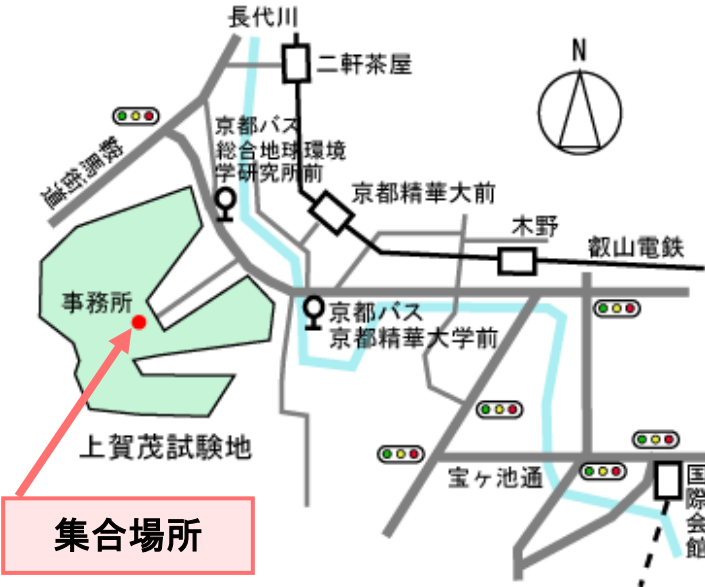 長代川
二軒茶屋
N
鞍馬街道
京都バス
総合地球環境
学研究所前
京都精華大前
木野
叡山電鉄
事務所
京都バス
京都精華大学前
上賀茂試験地
宝ヶ池通
国際会館
集合場所